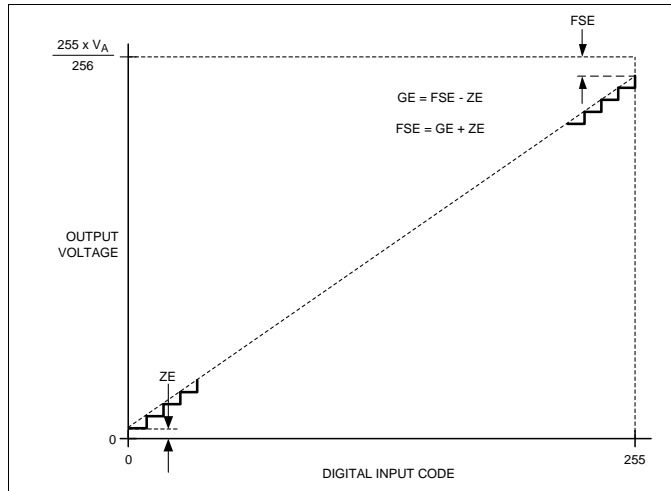 FSE
255 x VA
256
GE = FSE - ZE
FSE = GE + ZE
OUTPUT
VOLTAGE
ZE
0
0
255
DIGITAL INPUT CODE